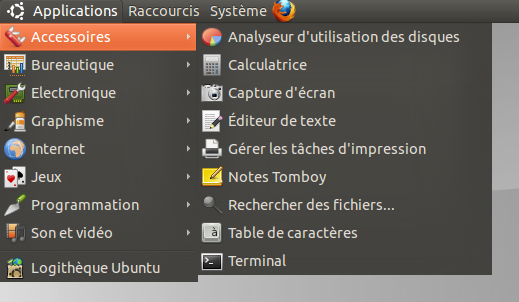 Applications Raccourcis Système
Accessoires
Bureautique
Electronique
Graphisme
Internet
Jeux
Programmation
Son et vidéo
Logithèque Ubuntu
Analyseur d'utilisation des disques
Calculatrice
Capture d'écran
Éditeur de texte
Gérer les tâches d'impression
Notes Tomboy
Rechercher des fichiers...
Table de caractères
Terminal